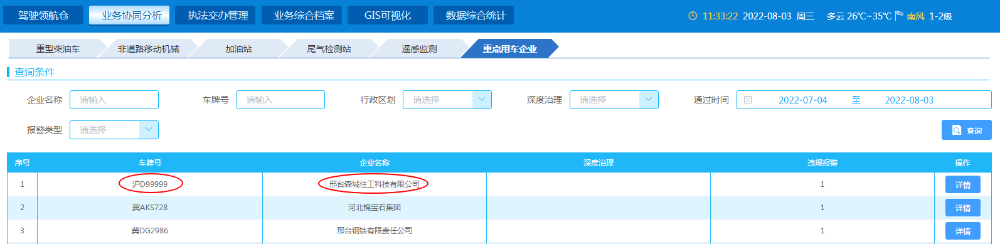 驾驶领航仓 业务协同分析 执法交办管理 业务综合档案 GIS可视化 数据综合统计 11:33:22 2022-08-03 周三 多云 26℃~35℃ 南风 1-2级
重型柴油车 非道路移动机械 加油站 尾气检测站 遥感监测 重点用车企业
查询条件
企业名称 请输入 车牌号 请输入 行政区划 请选择 深度治理 请选择 通过时间 2022-07-04 至 2022-08-03
报警类型 请选择 查询
序号 车牌号 企业名称 深度治理 违规报警 操作
1 沪D99999 邢台森城住工科技有限公司 1 详情
2 冀AKS728 河北锦宝石集团 1 详情
3 冀DG2986 邢台钢铁有限责任公司 1 详情